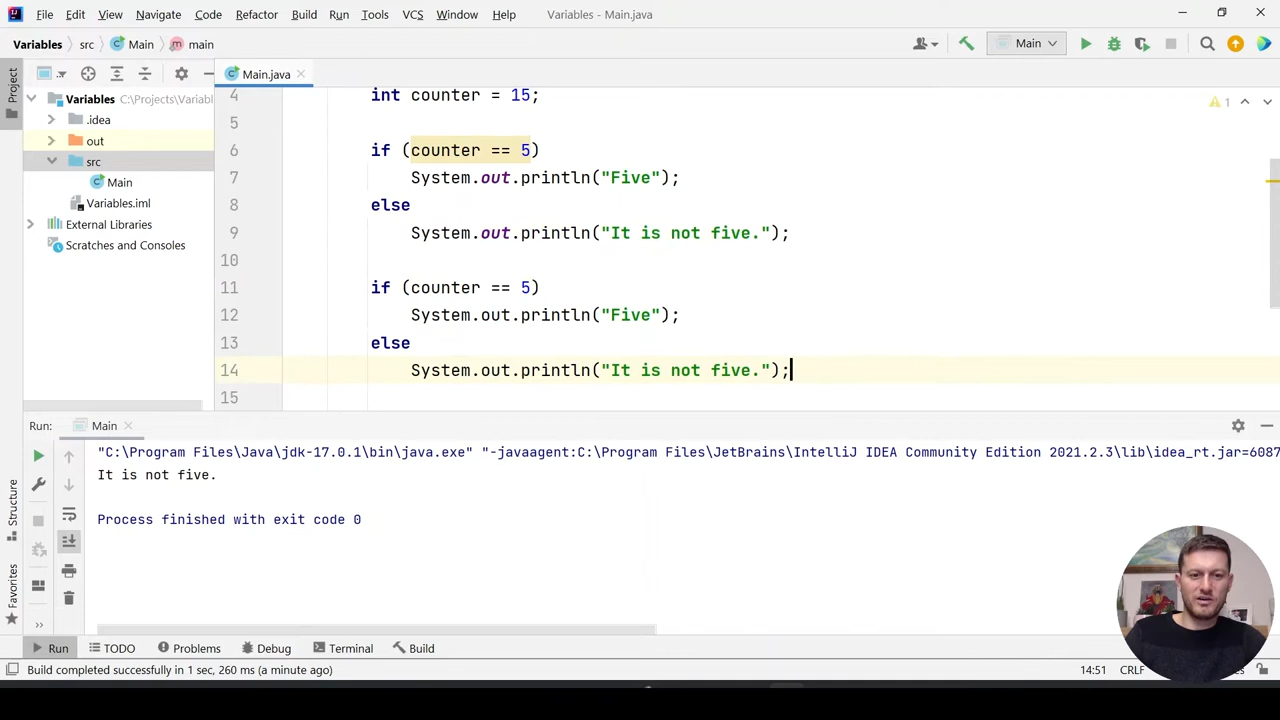 File Edit View Navigate Code Refactor Build Run Tools VCS Window Help Variables - Main.java
Variables src Main main Main
Project
Main.java
Variables C:\Projects\Variabl
.idea
out
src
Main
Variables.iml
External Libraries
Scratches and Consoles
4 int counter = 15;
1
5
6 if (counter == 5)
7 System.out.println("Five");
8 else
9 System.out.println("It is not five.");
10
11 if (counter == 5)
12 System.out.println("Five");
13 else
14 System.out.println("It is not five.");
15
Run: Main
"C:\Program Files\Java\jdk-17.0.1\bin\java.exe" "-javaagent:C:\Program Files\JetBrains\IntelliJ IDEA Community Edition 2021.2.3\lib\idea_rt.jar=6087
It is not five.
Process finished with exit code 0
Structure
Favorites
Run TODO Problems Debug Terminal Build
Build completed successfully in 1 sec, 260 ms (a minute ago) 14:51 CRLF